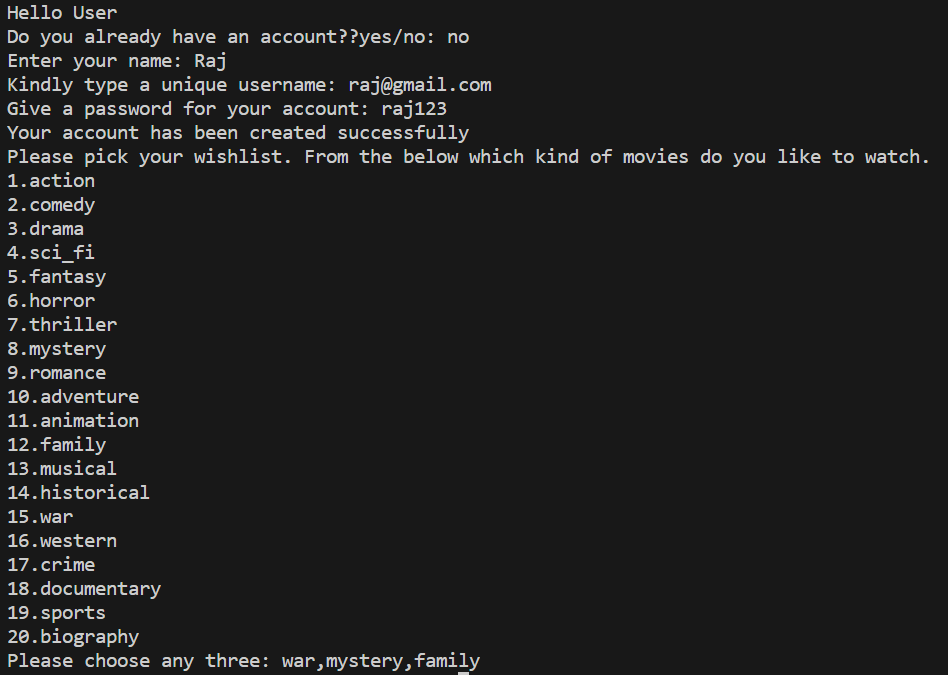 Hello User
Do you already have an account??yes/no: no
Enter your name: Raj
Kindly type a unique username: raj@gmail.com
Give a password for your account: raj123
Your account has been created successfully
Please pick your wishlist. From the below which kind of movies do you like to watch.
1.action
2.comedy
3.drama
4.sci_fi
5.fantasy
6.horror
7.thriller
8.mystery
9.romance
10.adventure
11.animation
12.family
13.musical
14.historical
15.war
16.western
17.crime
18.documentary
19.sports
20.biography
Please choose any three: war,mystery,family